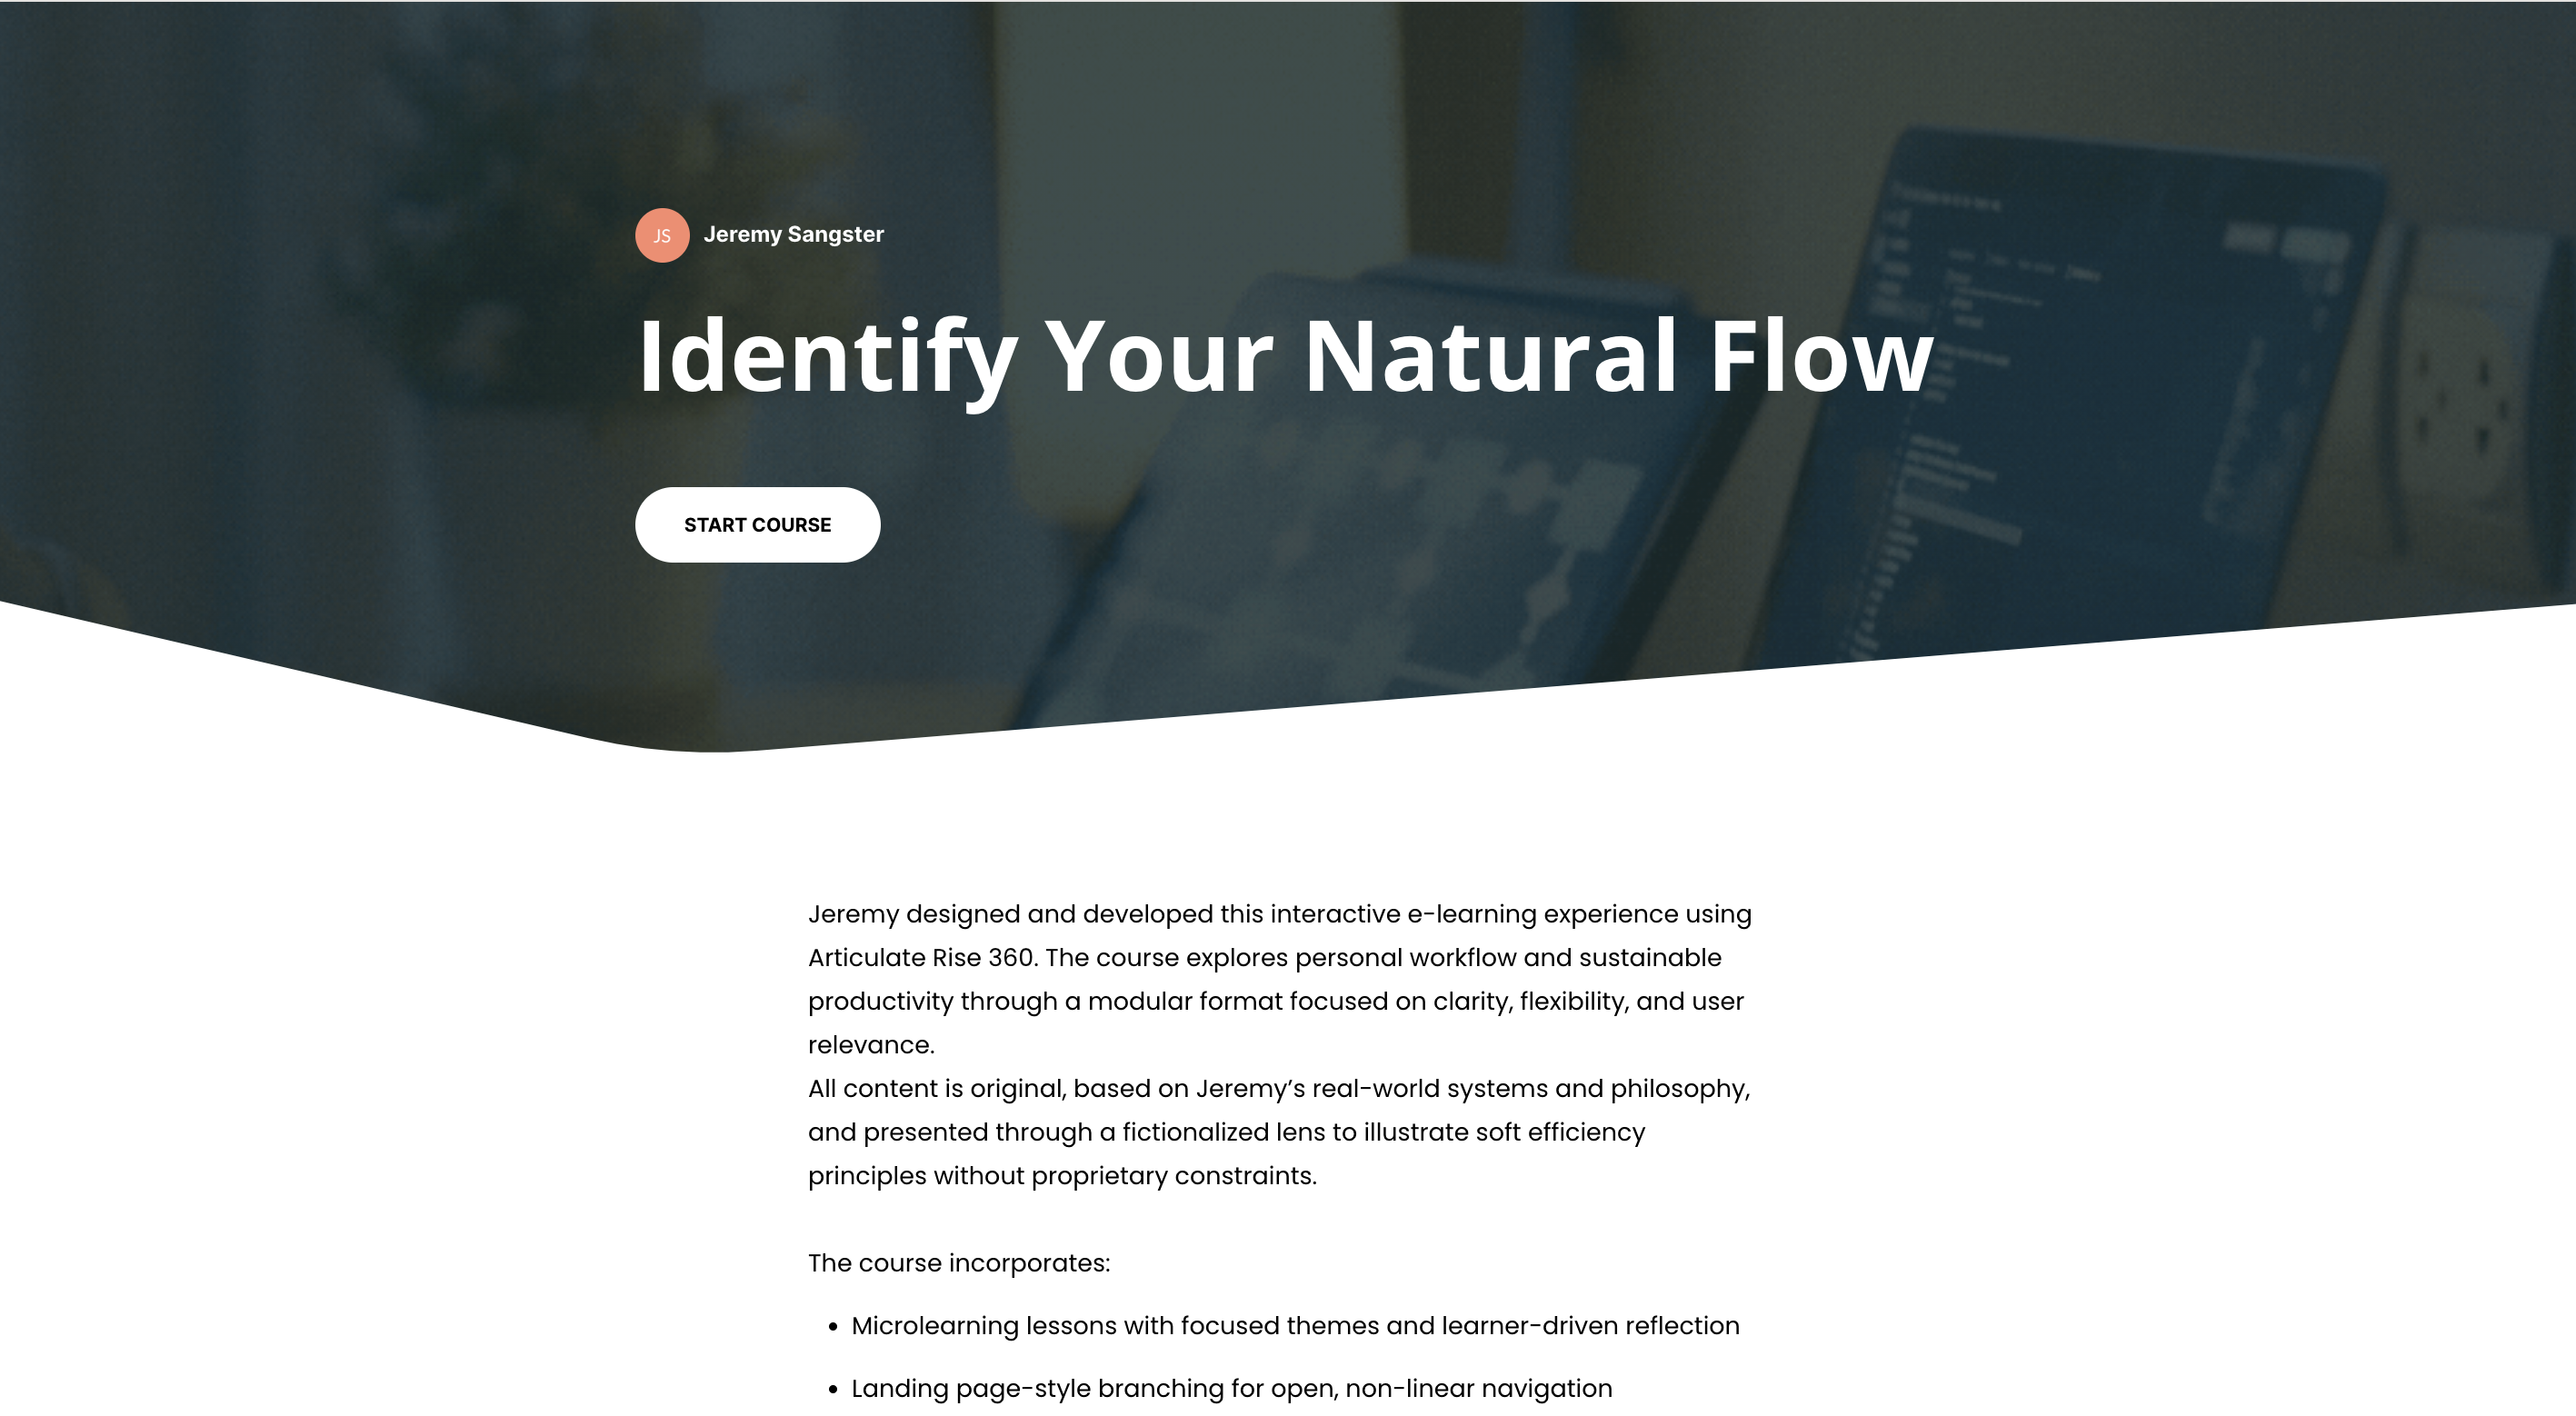 JS
Jeremy Sangster
Identify Your Natural Flow
START COURSE
Jeremy designed and developed this interactive e-learning experience using
Articulate Rise 360. The course explores personal workflow and sustainable
productivity through a modular format focused on clarity, flexibility, and user
relevance.
All content is original, based on Jeremy’s real-world systems and philosophy,
and presented through a fictionalized lens to illustrate soft efficiency
principles without proprietary constraints.
The course incorporates:
• Microlearning lessons with focused themes and learner-driven reflection
• Landing page-style branching for open, non-linear navigation